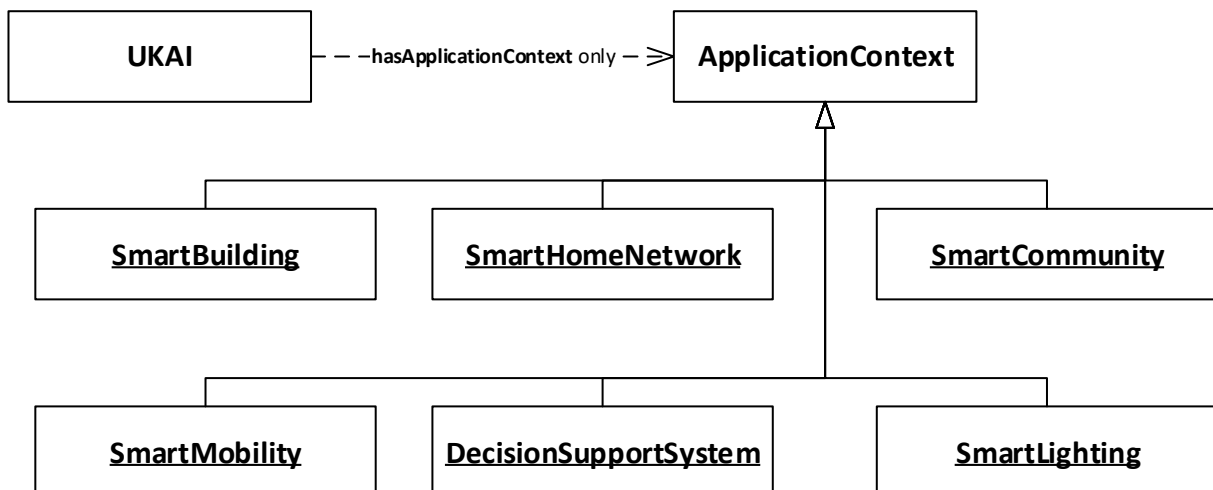 UKAI
hasApplicationContext only
ApplicationContext
SmartBuilding
SmartHomeNetwork
SmartCommunity
SmartMobility
DecisionSupportSystem
SmartLighting